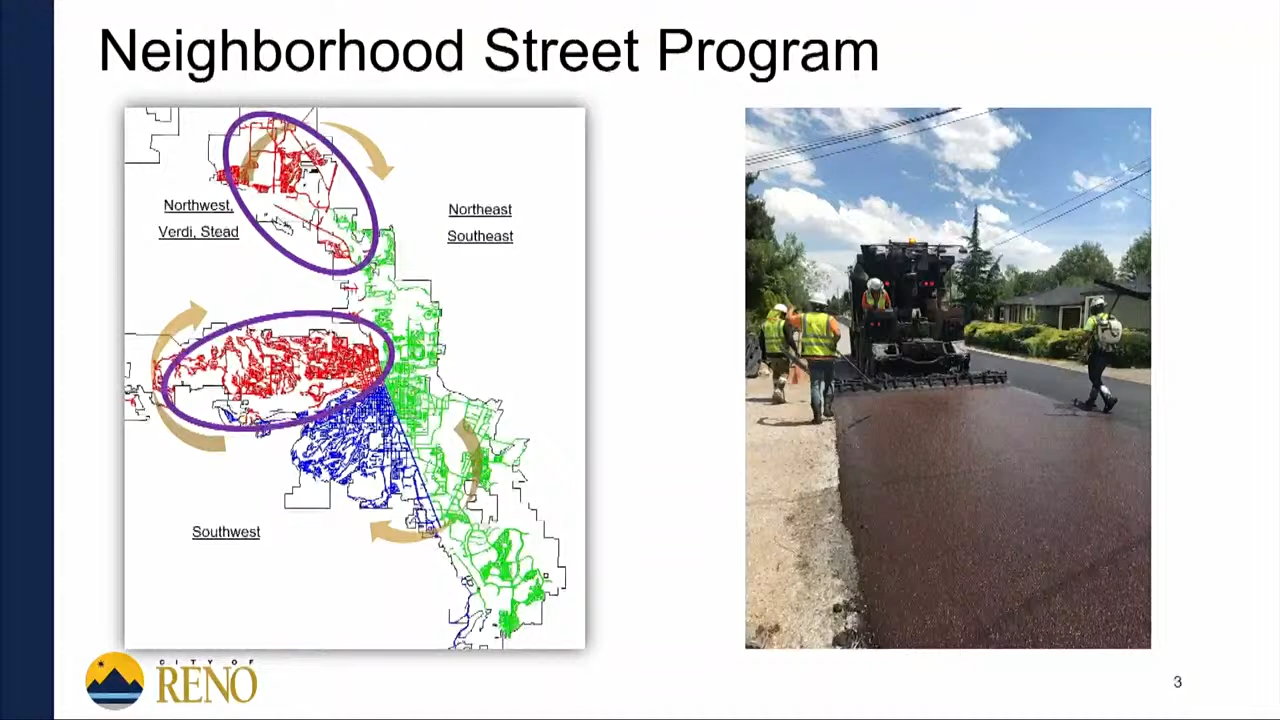 Neighborhood Street Program
Northwest,
Verdi, Stead
Northeast
Southeast
Southwest
CITY OF
RENO
3